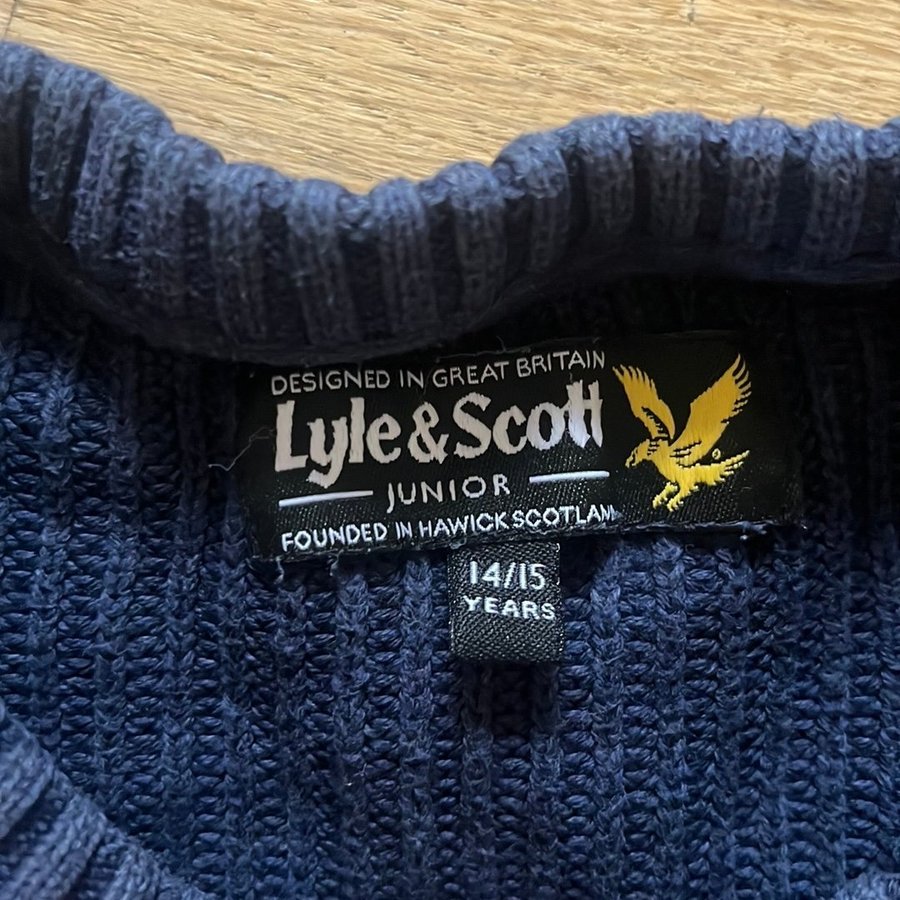 DESIGNED IN GREAT BRITAIN
Lyle & Scott
JUNIOR
FOUNDED IN HAWICK SCOTLAND
14/15
YEARS